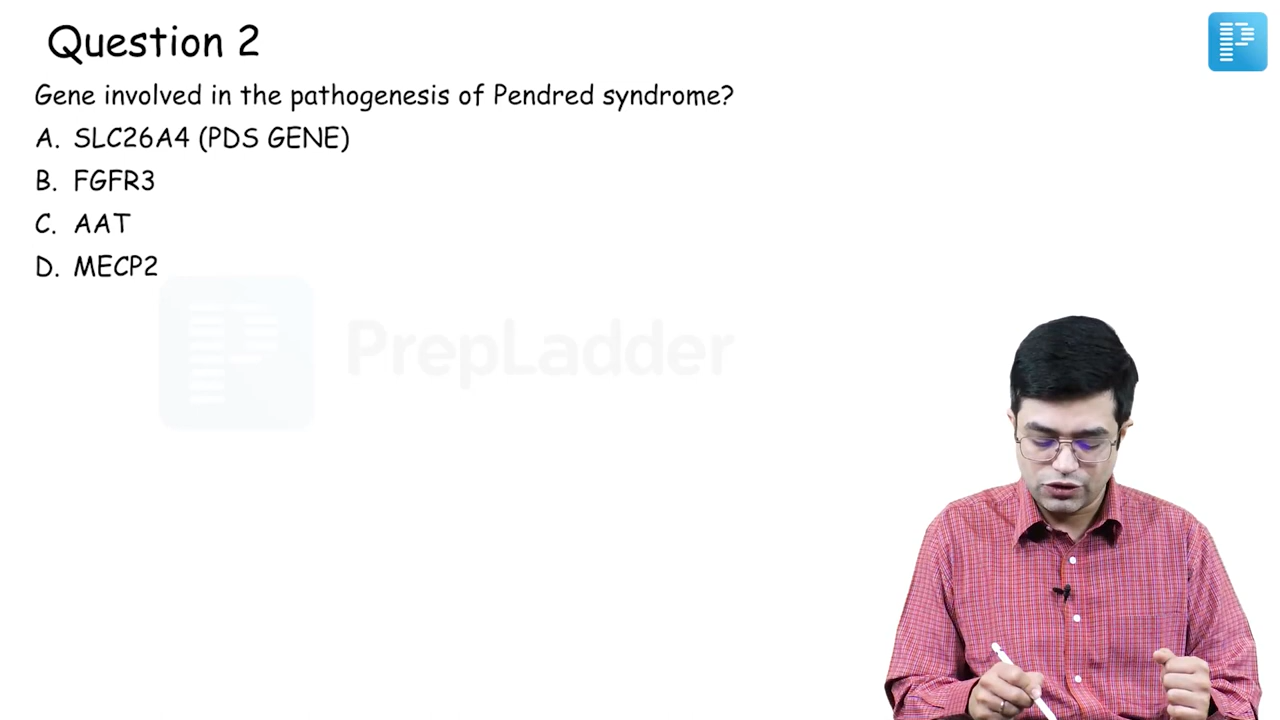 Question 2
Gene involved in the pathogenesis of Pendred syndrome?
A. SLC26A4 (PDS GENE)
B. FGFR3
C. AAT
D. MECP2
PrepLadder